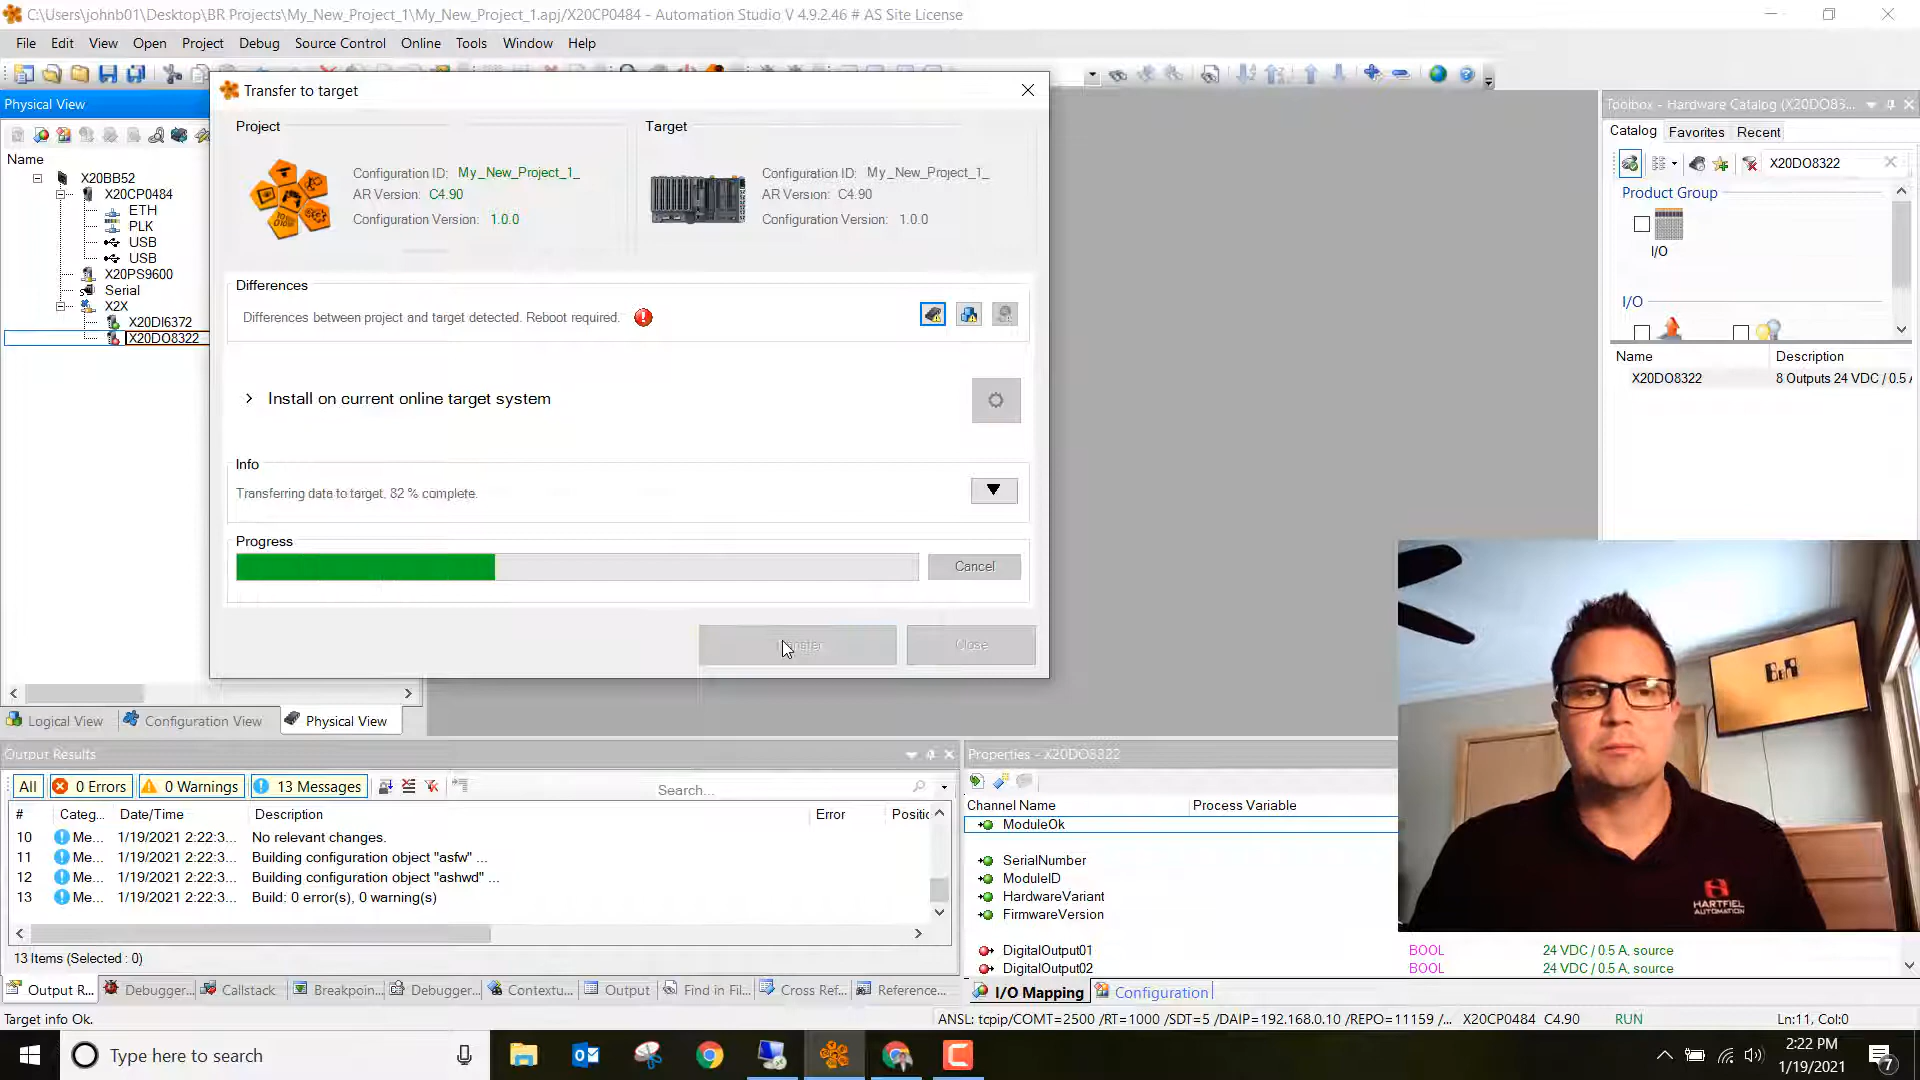 C:\Users\johnb01\Desktop\BR Projects\My_New_Project_1\My_New_Project_1.apj/X20CP0484 - Automation Studio V 4.9.2.46 # AS Site License
File Edit View Open Project Debug Source Control Online Tools Window Help
Physical View
Name
X20BB52
X20CP0484
ETH
PLK
USB
USB
X20PS9600
Serial
X2X
X20DI6372
X20DO8322
Transfer to target
Project
Configuration ID: My_New_Project_1_
AR Version: C4.90
Configuration Version: 1.0.0
Target
Configuration ID: My_New_Project_1_
AR Version: C4.90
Configuration Version: 1.0.0
Differences
Differences between project and target detected. Reboot required.
Install on current online target system
Info
Transferring data to target, 82 % complete.
Progress
Cancel
Close
Toolbox - Hardware Catalog (X20DO83...
Catalog Favorites Recent
X20DO8322
Product Group
I/O
I/O
Name Description
X20DO8322 8 Outputs 24 VDC / 0.5 A
Logical View Configuration View Physical View
Output Results
All 0 Errors 0 Warnings 13 Messages Search...
# Categ... Date/Time Description Error Positic
10 Me... 1/19/2021 2:22:3... No relevant changes.
11 Me... 1/19/2021 2:22:3... Building configuration object "asfw" ...
12 Me... 1/19/2021 2:22:3... Building configuration object "ashwd" ...
13 Me... 1/19/2021 2:22:3... Build: 0 error(s), 0 warning(s)
13 Items (Selected : 0)
Output R... Debugger... Callstack Breakpoin... Debugger... Contextu... Output Find in Fil... Cross Ref... Reference...
Properties - X20DO8322
Channel Name Process Variable
ModuleOk
SerialNumber
ModuleID
HardwareVariant
FirmwareVersion
DigitalOutput01 BOOL 24 VDC / 0.5 A, source
DigitalOutput02 BOOL 24 VDC / 0.5 A, source
I/O Mapping Configuration
B&R
HARTFIEL
AUTOMATION
Target info Ok.
ANSL: tcpip/COMT=2500 /RT=1000 /SDT=5 /DAIP=192.168.0.10 /REPO=11159 /... X20CP0484 C4.90 RUN Ln:11, Col:0
Type here to search
2:22 PM
1/19/2021
7